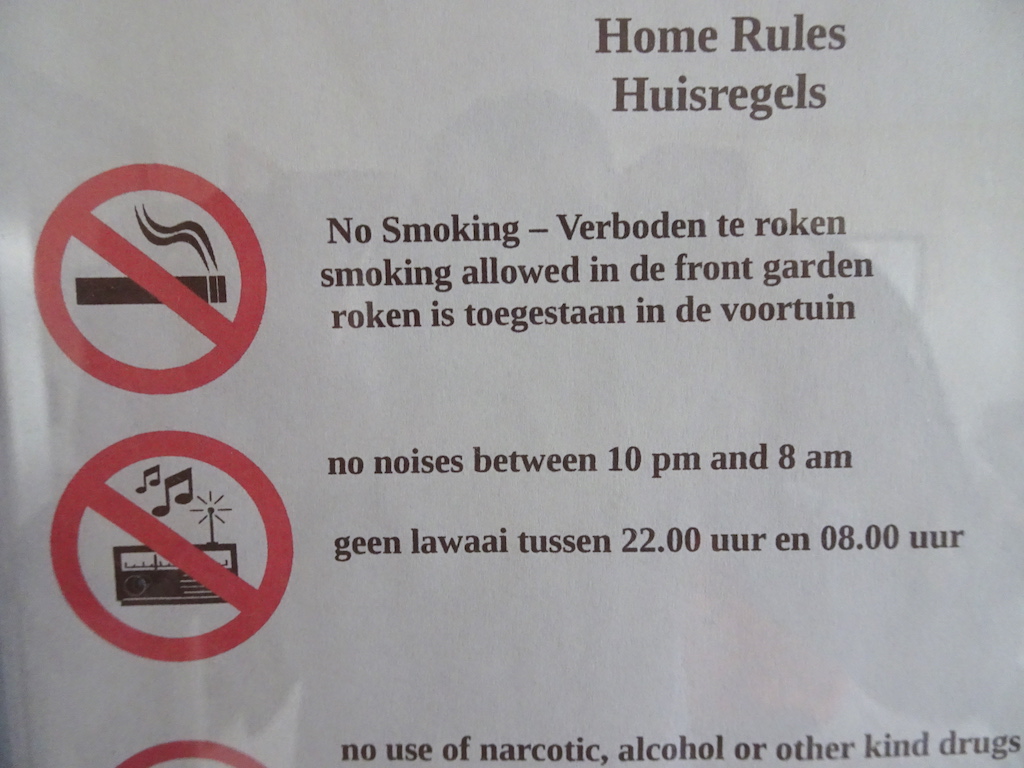 Home Rules
Huisregels
No Smoking – Verboden te roken
smoking allowed in de front garden
roken is toegestaan in de voortuin
no noises between 10 pm and 8 am
geen lawaai tussen 22.00 uur en 08.00 uur
no use of narcotic, alcohol or other kind drugs